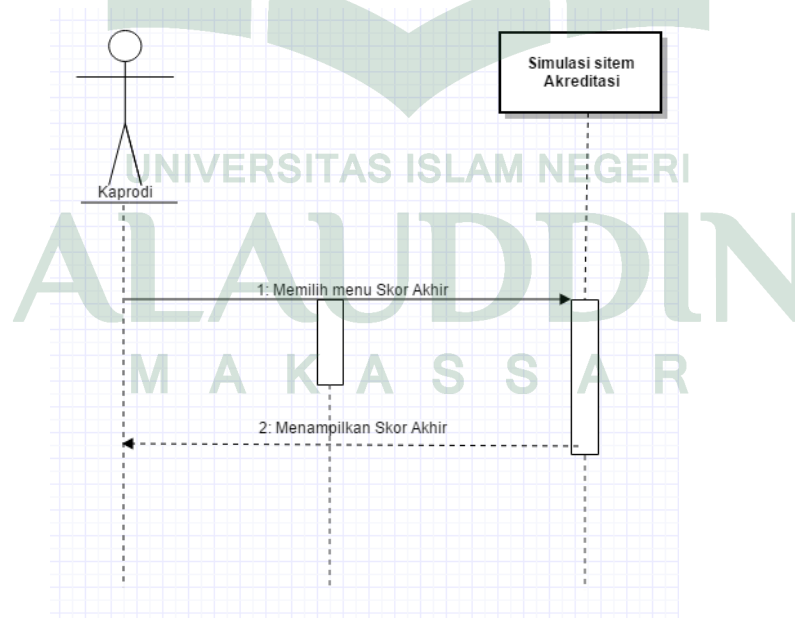 Simulasi sitem
Akreditasi
UNIVERSITAS ISLAM NEGERI
Kaprodi
ALAUDDIN
1: Memilih menu Skor Akhir
M A K A S S A R
2: Menampilkan Skor Akhir